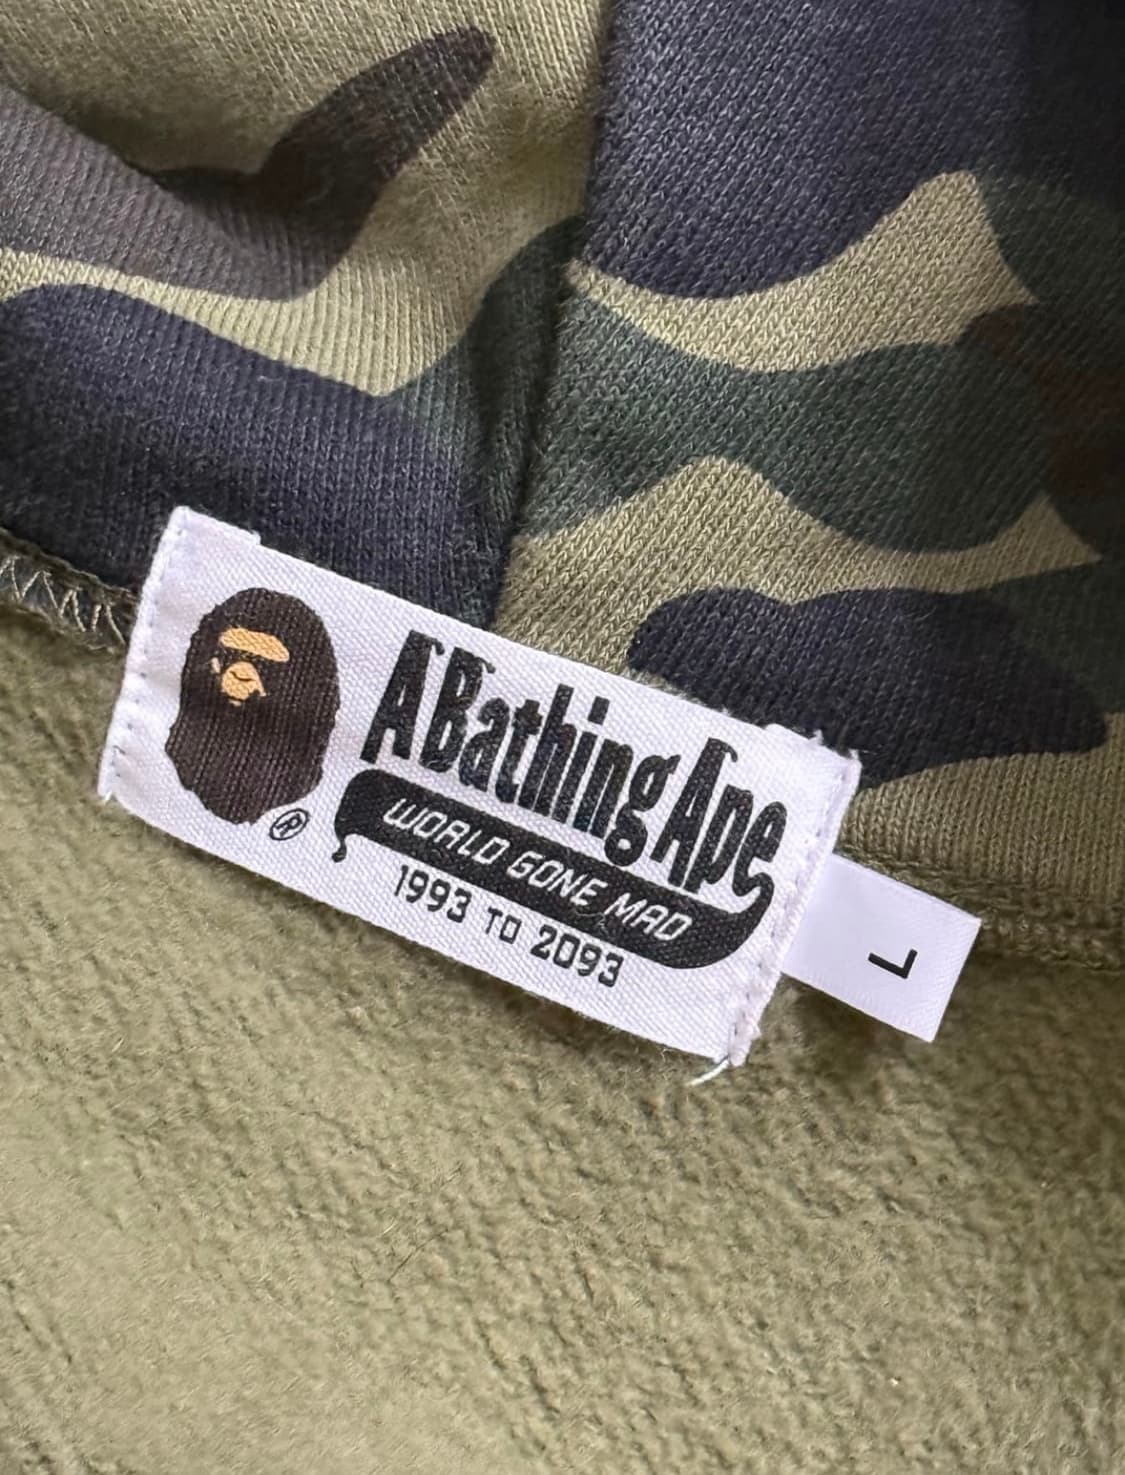 A Bathing Ape
WORLD GONE MAD
1993 TO 2093
®
L